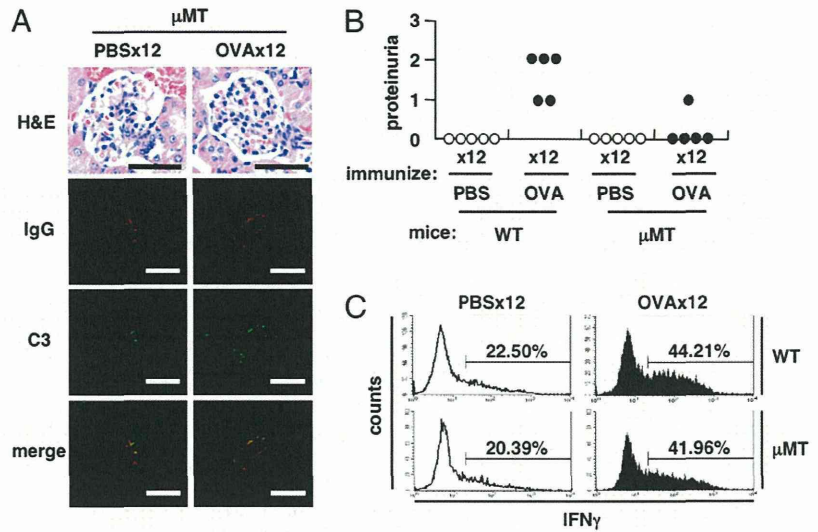 A
μMT
PBSx12
OVAx12
H&E
IgG
C3
merge
B
proteinuria
3
2
1
0
x12
x12
x12
x12
immunize:
PBS
OVA
PBS
OVA
mice:
WT
μMT
C
PBSx12
OVAx12
counts
22.50%
44.21%
WT
20.39%
41.96%
μMT
IFNγ